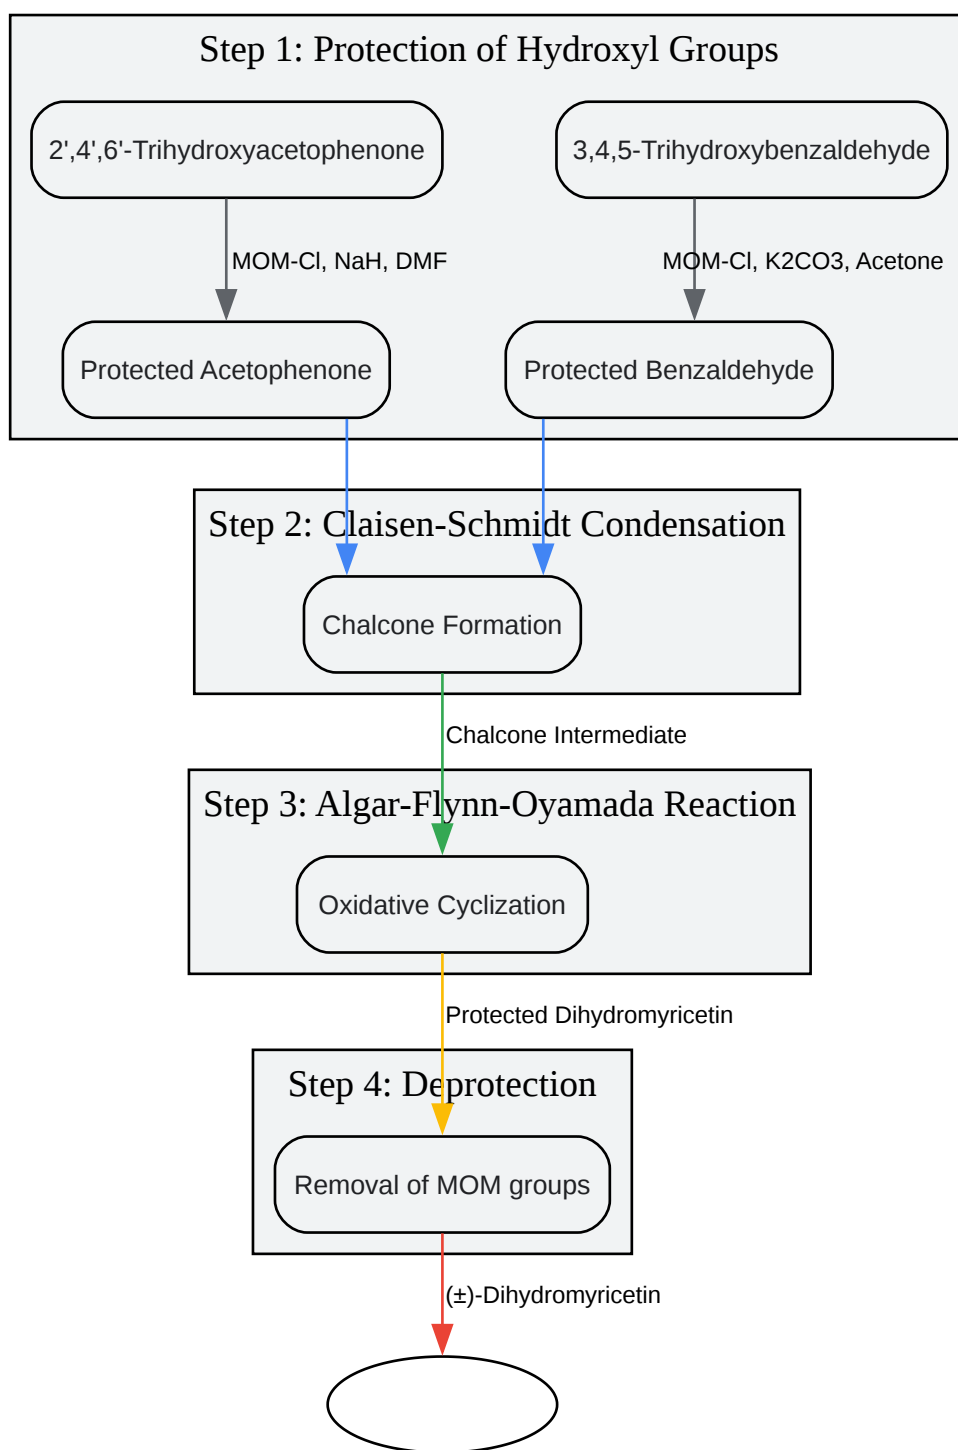 Step 1: Protection of Hydroxyl Groups
2',4',6'-Trihydroxyacetophenone
3,4,5-Trihydroxybenzaldehyde
MOM-Cl, NaH, DMF
MOM-Cl, K2CO3, Acetone
Protected Acetophenone
Protected Benzaldehyde
Step 2: Claisen-Schmidt Condensation
Chalcone Formation
Chalcone Intermediate
Step 3: Algar-Flynn-Oyamada Reaction
Oxidative Cyclization
Protected Dihydromyricetin
Step 4: Deprotection
Removal of MOM groups
(±)-Dihydromyricetin